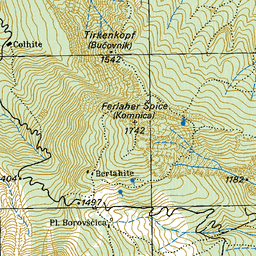 Tirkenkopf
(Bučovnik)
1542
Colhite
Ferlaher Špice
(Komnica)
1742
Bertahite
404
1182
1497
Pl. Borovščica